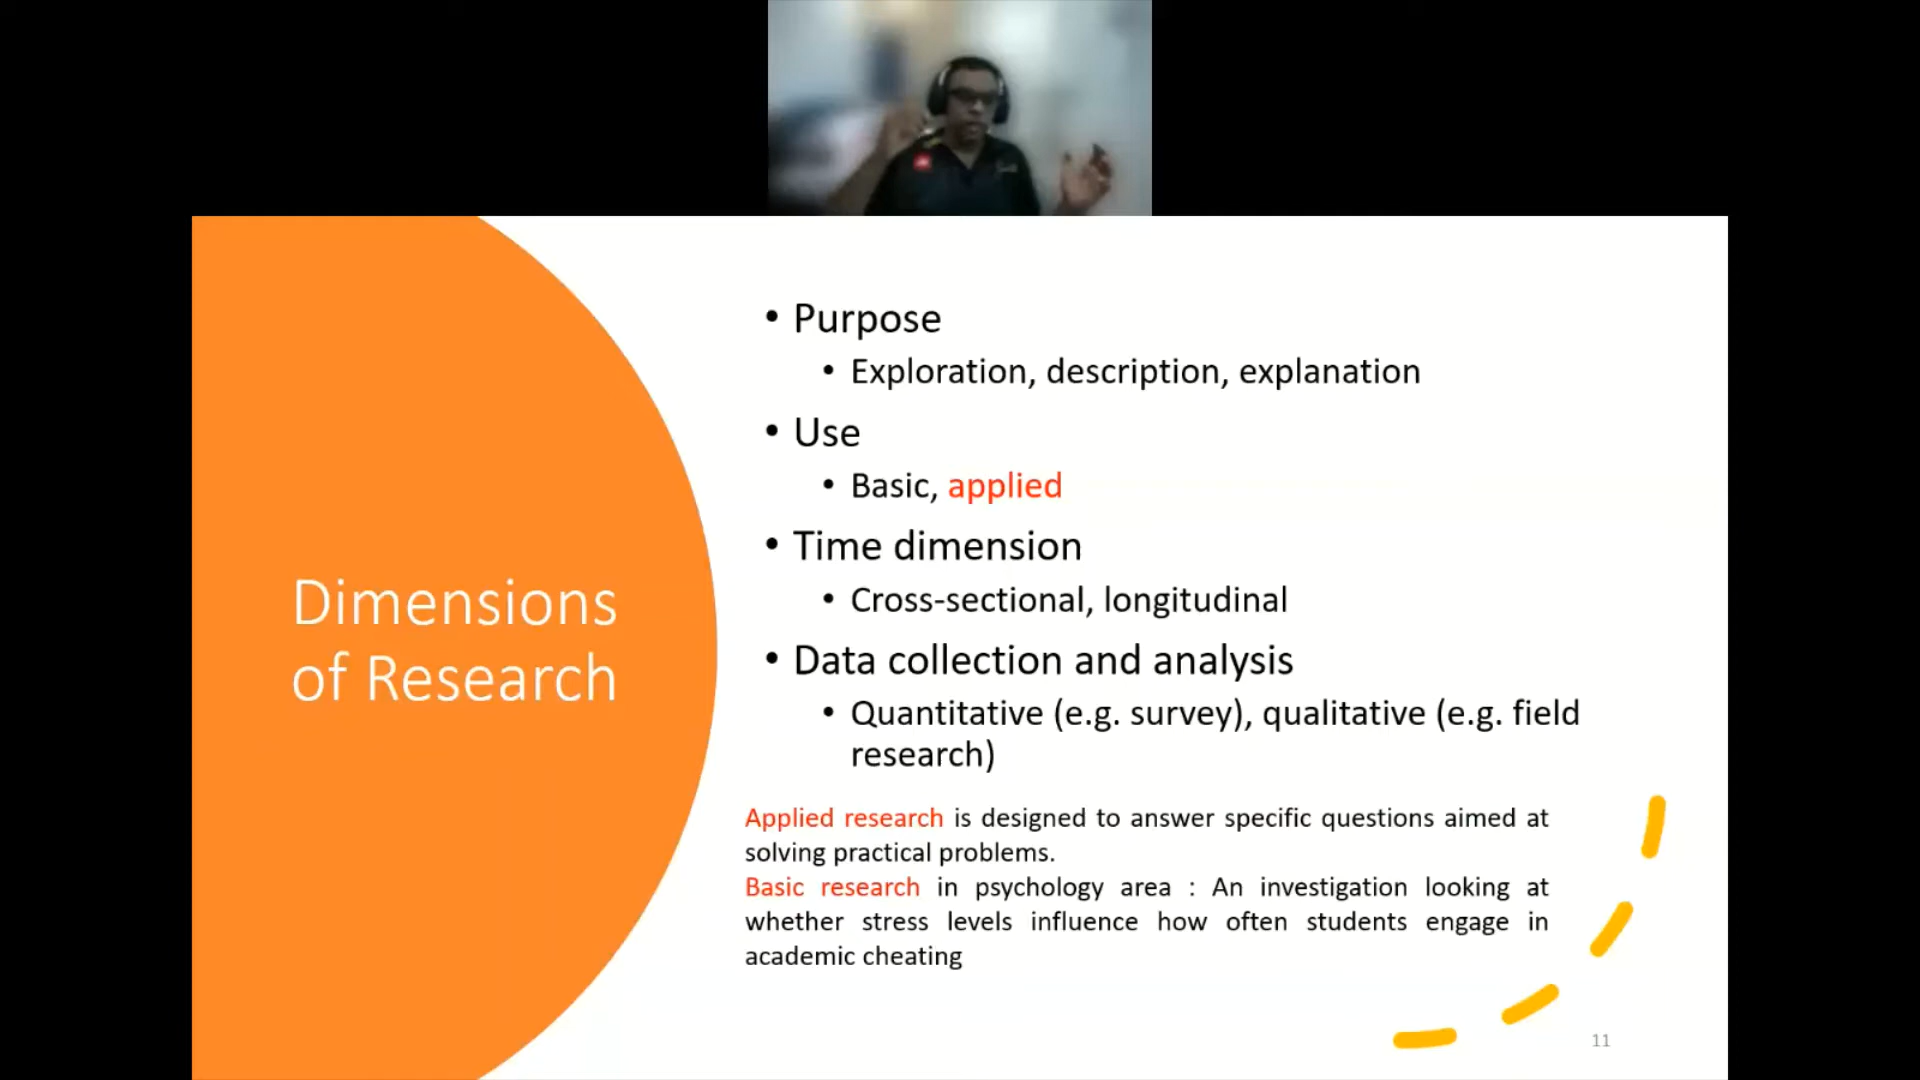 Dimensions
of Research
• Purpose
• Exploration, description, explanation
• Use
• Basic, applied
• Time dimension
• Cross-sectional, longitudinal
• Data collection and analysis
• Quantitative (e.g. survey), qualitative (e.g. field
research)
Applied research is designed to answer specific questions aimed at
solving practical problems.
Basic research in psychology area : An investigation looking at
whether stress levels influence how often students engage in
academic cheating
11